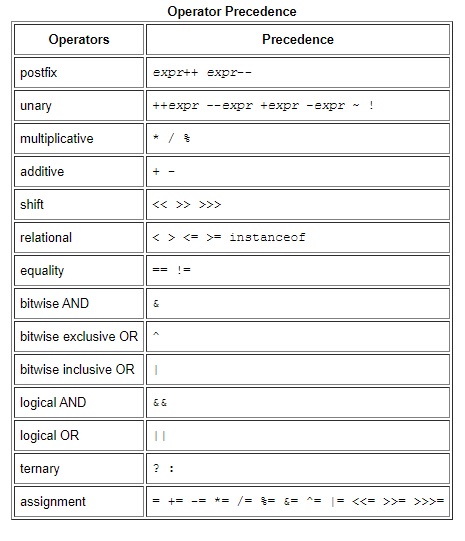 Operator Precedence
Operators Precedence
postfix expr++ expr--
unary ++expr --expr +expr -expr ~ !
multiplicative * / %
additive + -
shift << >> >>>
relational < > <= >= instanceof
equality == !=
bitwise AND &
bitwise exclusive OR ^
bitwise inclusive OR |
logical AND &&
logical OR ||
ternary ? :
assignment = += -= *= /= %= &= ^= |= <<= >>= >>>=